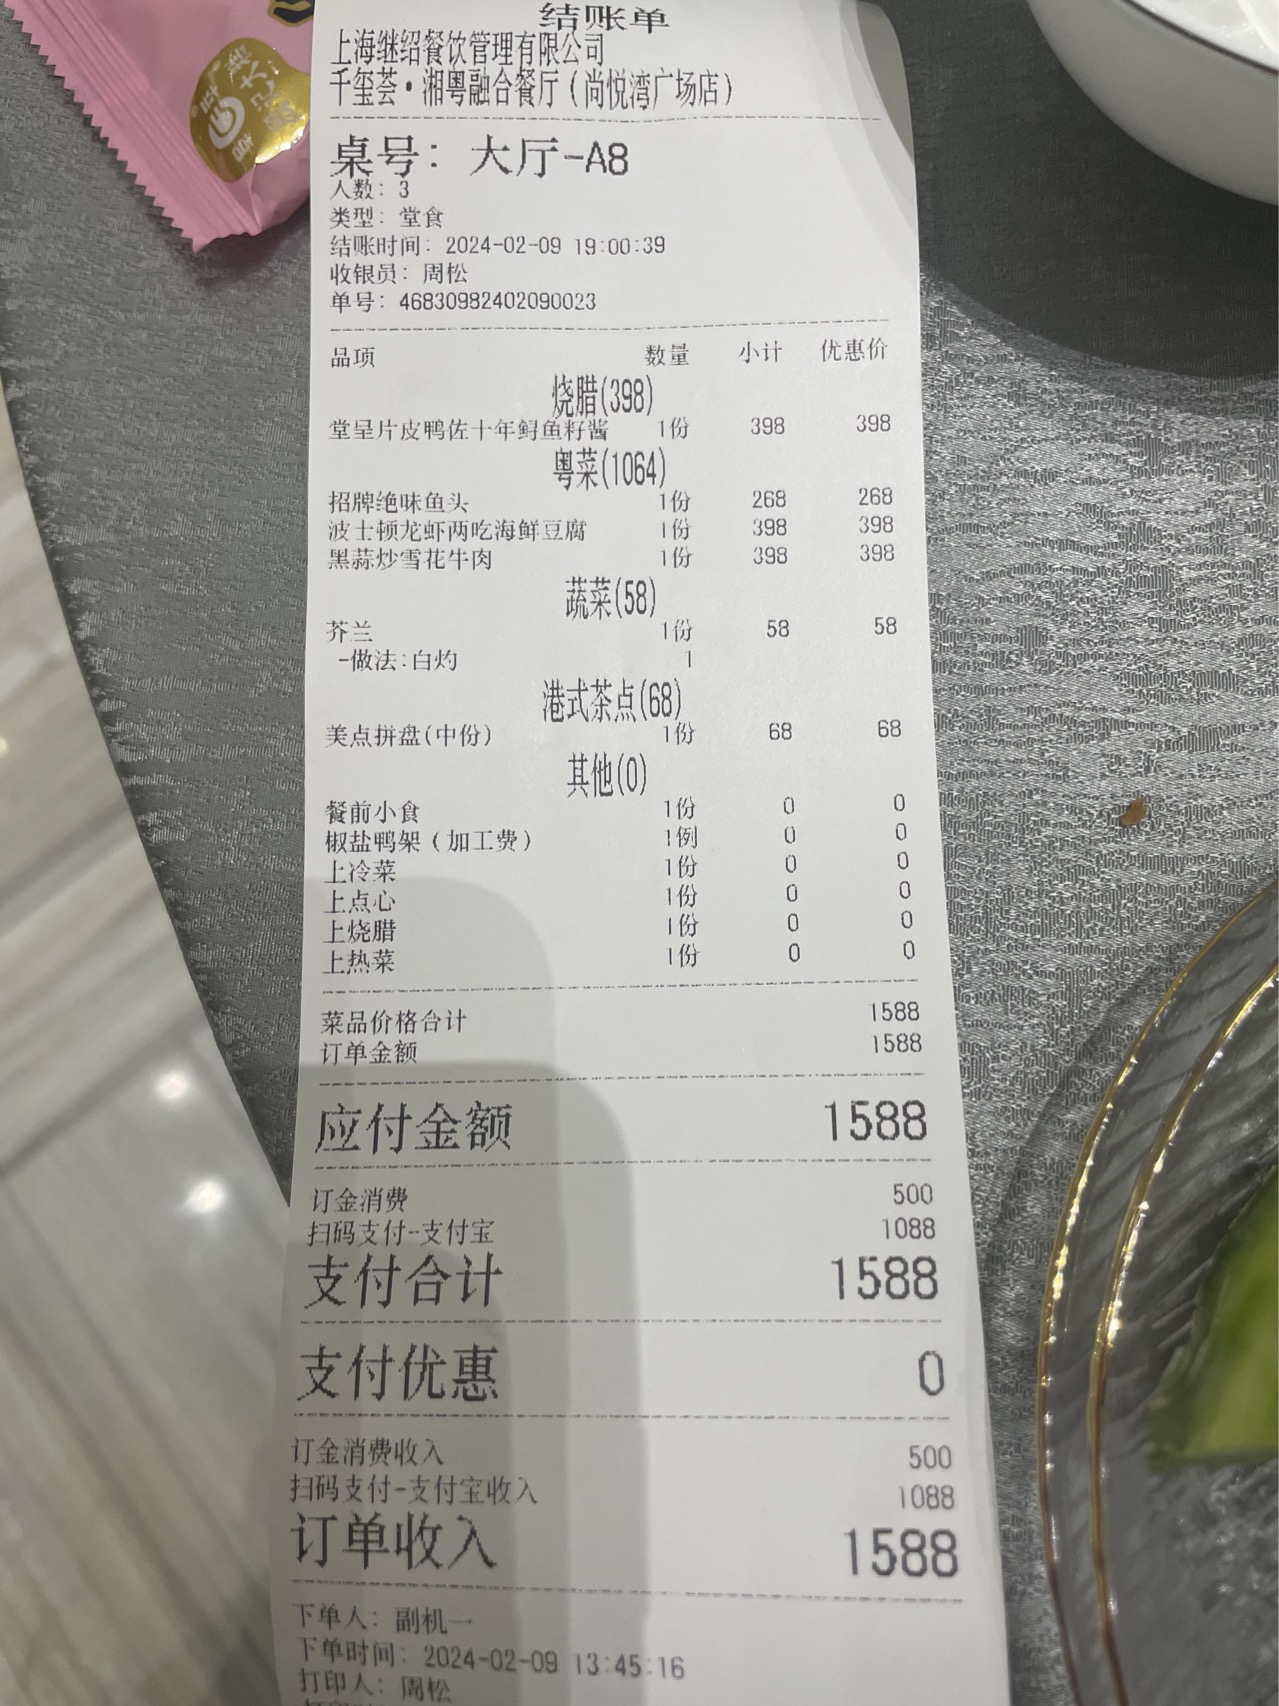 结账单
上海继绍餐饮管理有限公司
千玺荟·湘粤融合餐厅(尚悦湾广场店)
桌号: 大厅-A8
人数: 3
类型: 堂食
结账时间: 2024-02-09 19:00:39
收银员: 周松
单号: 46830982402090023
品项 数量 小计 优惠价
烧腊(398)
堂呈片皮鸭佐十年鲟鱼籽酱 1份 398 398
粤菜(1064)
招牌绝味鱼头 1份 268 268
波士顿龙虾两吃海鲜豆腐 1份 398 398
黑蒜炒雪花牛肉 1份 398 398
蔬菜(58)
芥兰 1份 58 58
-做法:白灼 1
港式茶点(68)
美点拼盘(中份) 1份 68 68
其他(0)
餐前小食 1份 0 0
椒盐鸭架(加工费) 1例 0 0
上冷菜 1份 0 0
上点心 1份 0 0
上烧腊 1份 0 0
上热菜 1份 0 0
菜品价格合计 1588
订单金额 1588
应付金额 1588
订金消费 500
扫码支付-支付宝 1088
支付合计 1588
支付优惠 0
订金消费收入 500
扫码支付-支付宝收入 1088
订单收入 1588
下单人: 副机一
下单时间: 2024-02-09 13:45:16
打印人: 周松